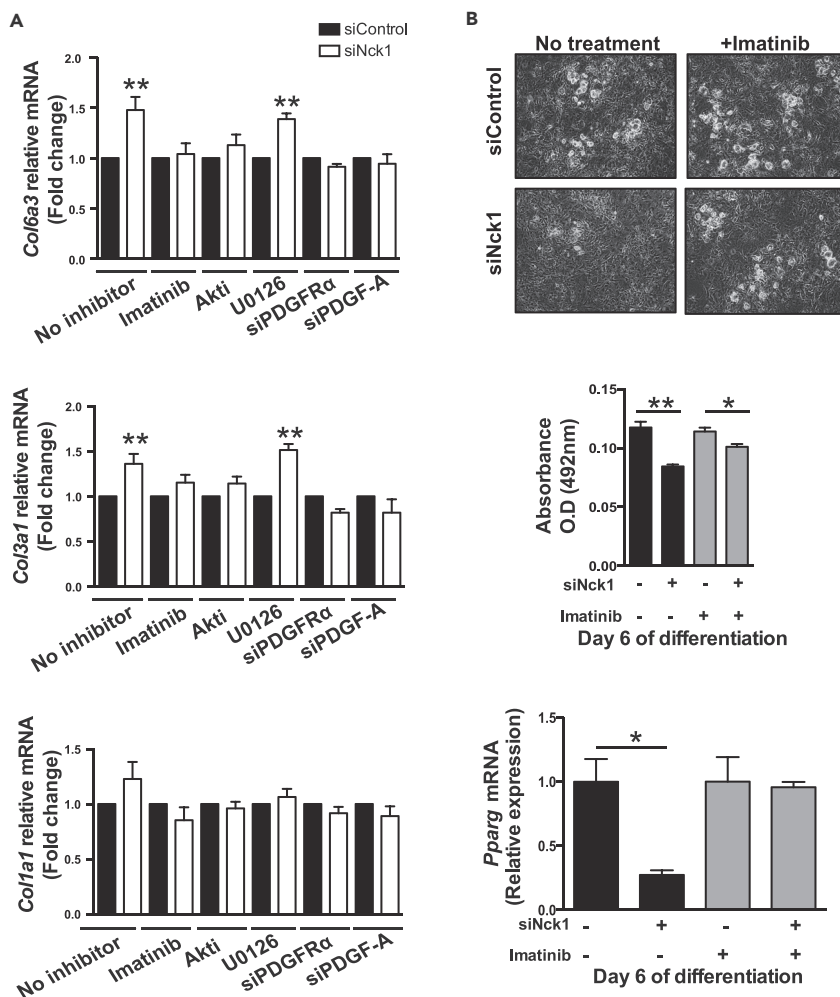 A
siControl
siNck1
Col6a3 relative mRNA
(Fold change)
2.0
1.5
1.0
0.5
0.0
**
**
No inhibitor
Imatinib
Akti
U0126
siPDGFRα
siPDGF-A
Col3a1 relative mRNA
(Fold change)
2.0
1.5
1.0
0.5
0.0
**
**
No inhibitor
Imatinib
Akti
U0126
siPDGFRα
siPDGF-A
Col1a1 relative mRNA
(Fold change)
1.5
1.0
0.5
0.0
No inhibitor
Imatinib
Akti
U0126
siPDGFRα
siPDGF-A
B
No treatment
+Imatinib
siControl
siNck1
Absorbance
O.D (492nm)
0.15
0.10
0.05
0.00
**
*
siNck1 - + - +
Imatinib - - + +
Day 6 of differentiation
Pparg mRNA
(Relative expression)
1.5
1.0
0.5
0.0
*
siNck1 - + - +
Imatinib - - + +
Day 6 of differentiation